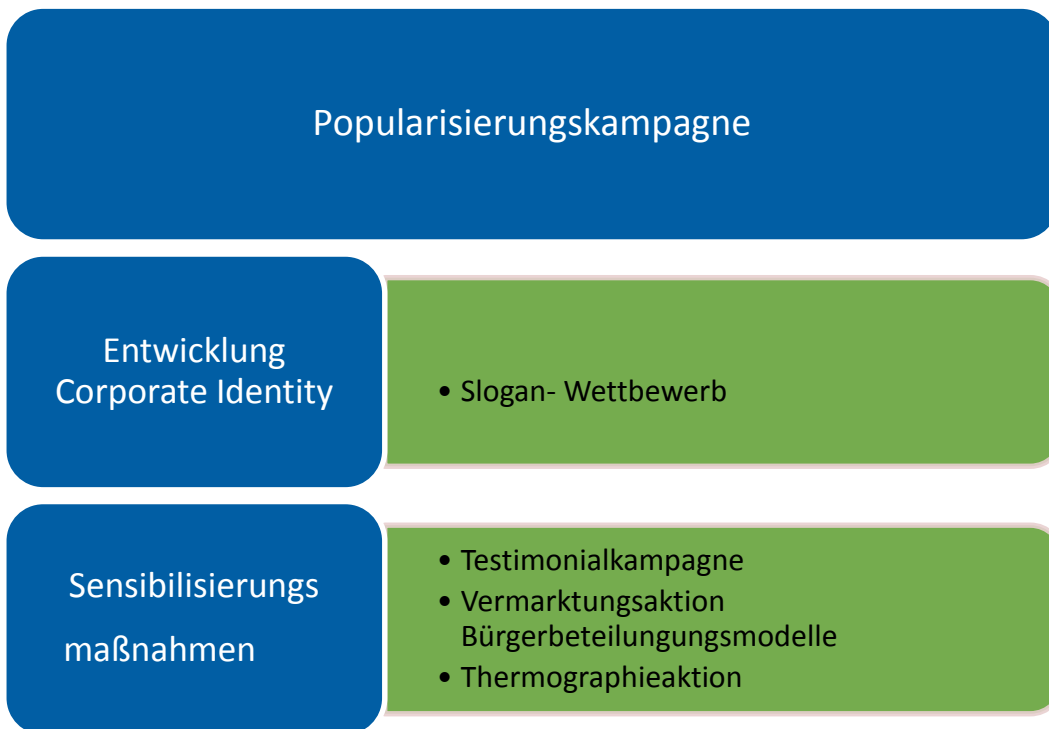 Popularisierungskampagne
Entwicklung
Corporate Identity
• Slogan- Wettbewerb
Sensibilisierungs
maßnahmen
• Testimonialkampagne
• Vermarktungsaktion
Bürgerbeteilungungsmodelle
• Thermographieaktion